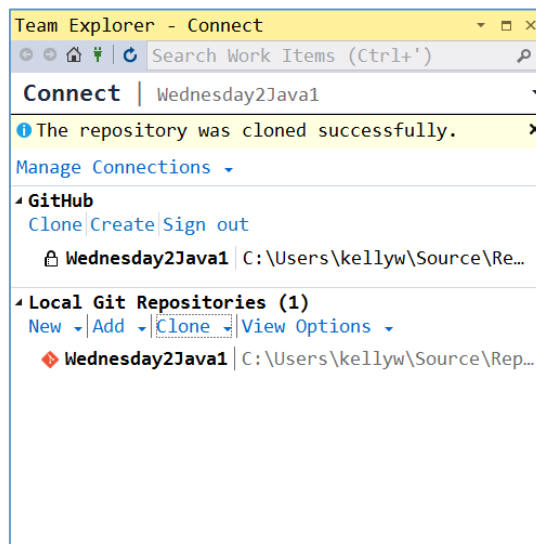 Team Explorer - Connect
Search Work Items (Ctrl+')
Connect | Wednesday2Java1
The repository was cloned successfully.
Manage Connections
GitHub
Clone Create Sign out
Wednesday2Java1 C:\Users\kellyw\Source\Re...
Local Git Repositories (1)
New Add Clone View Options
Wednesday2Java1 C:\Users\kellyw\Source\Rep...